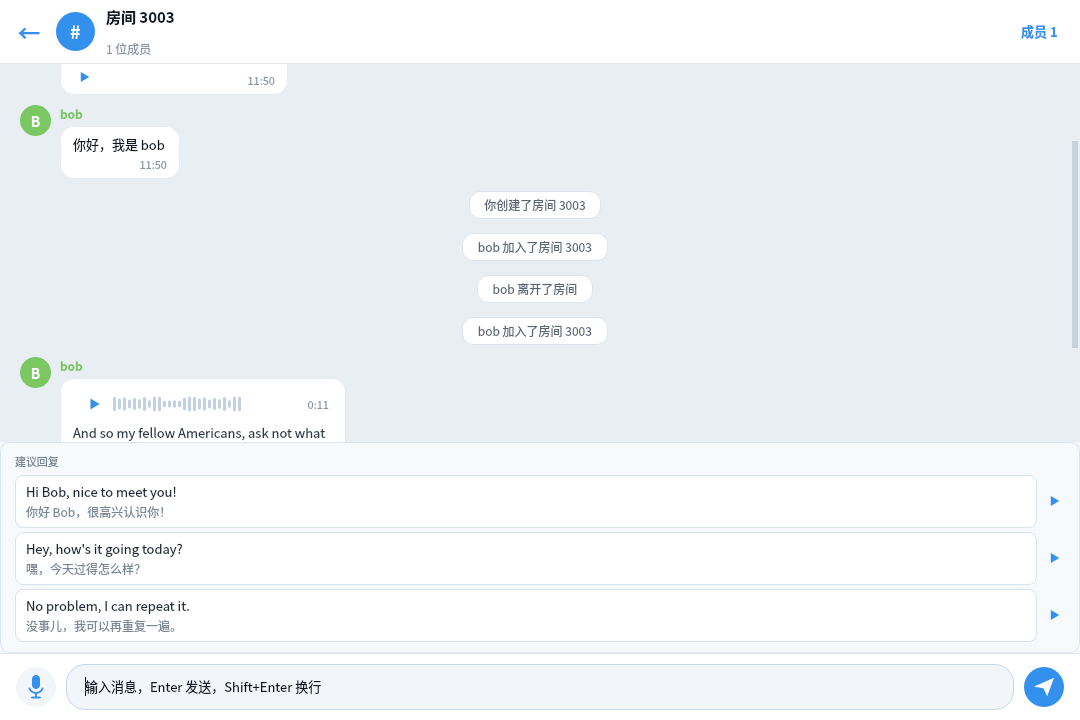 房间 3003
1 位成员
成员 1
11:50
B
bob
你好，我是 bob
11:50
你创建了房间 3003
bob 加入了房间 3003
bob 离开了房间
bob 加入了房间 3003
B
bob
0:11
And so my fellow Americans, ask not what
建议回复
Hi Bob, nice to meet you!
你好 Bob，很高兴认识你！
Hey, how's it going today?
嘿，今天过得怎么样？
No problem, I can repeat it.
没事儿，我可以再重复一遍。
输入消息，Enter 发送，Shift+Enter 换行